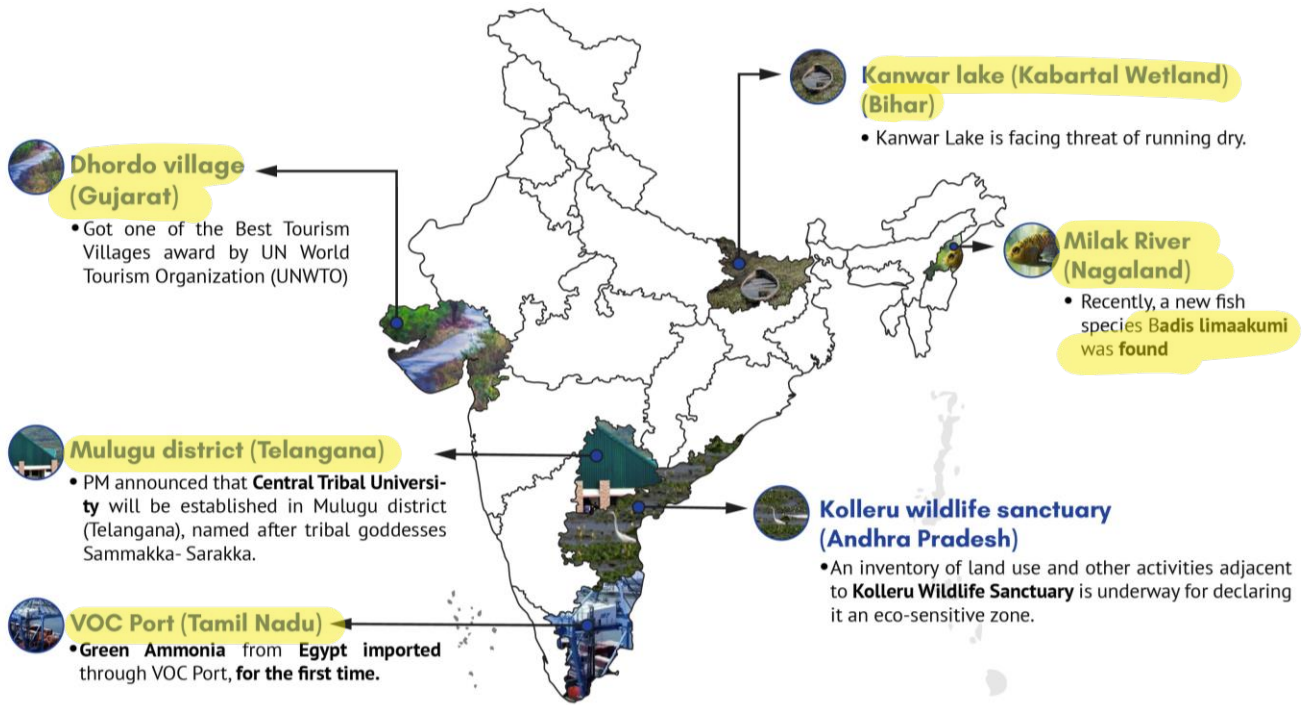 Kanwar lake (Kabartal Wetland)
(Bihar)
• Kanwar Lake is facing threat of running dry.
Dhordo village
(Gujarat)
• Got one of the Best Tourism
Villages award by UN World
Tourism Organization (UNWTO)
Milak River
(Nagaland)
• Recently, a new fish
species Badis limaakumi
was found
Mulugu district (Telangana)
• PM announced that Central Tribal Universi-
ty will be established in Mulugu district
(Telangana), named after tribal goddesses
Sammakka- Sarakka.
Kolleru wildlife sanctuary
(Andhra Pradesh)
• An inventory of land use and other activities adjacent
to Kolleru Wildlife Sanctuary is underway for declaring
it an eco-sensitive zone.
VOC Port (Tamil Nadu)
• Green Ammonia from Egypt imported
through VOC Port, for the first time.